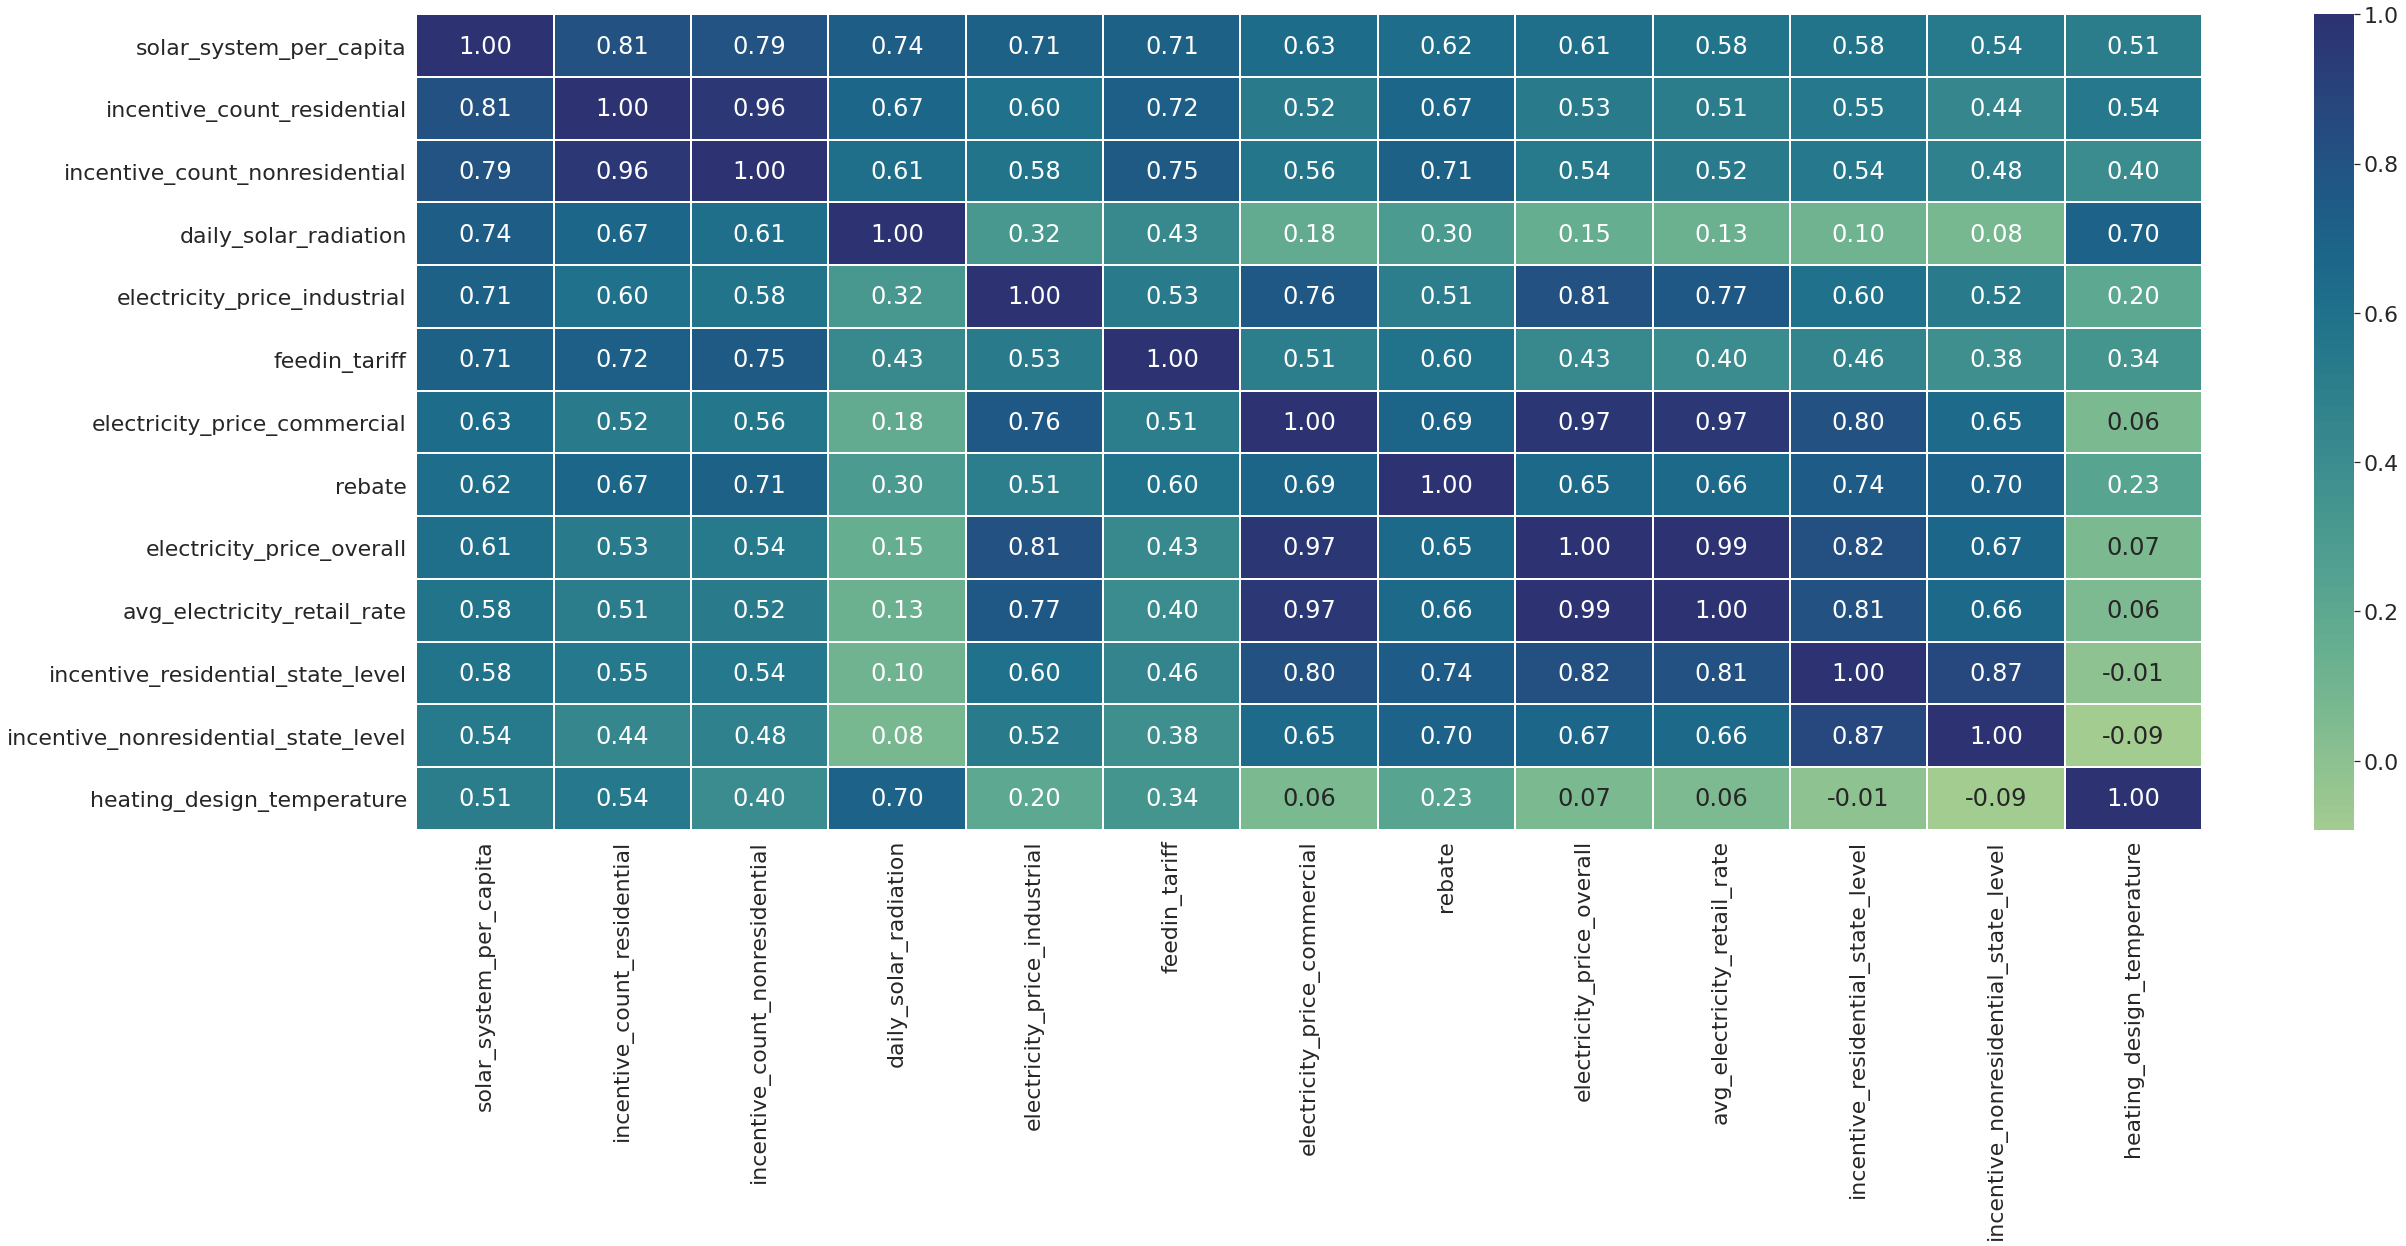 solar_system_per_capita 1.00 0.81 0.79 0.74 0.71 0.71 0.63 0.62 0.61 0.58 0.58 0.54 0.51
incentive_count_residential 0.81 1.00 0.96 0.67 0.60 0.72 0.52 0.67 0.53 0.51 0.55 0.44 0.54
incentive_count_nonresidential 0.79 0.96 1.00 0.61 0.58 0.75 0.56 0.71 0.54 0.52 0.54 0.48 0.40
daily_solar_radiation 0.74 0.67 0.61 1.00 0.32 0.43 0.18 0.30 0.15 0.13 0.10 0.08 0.70
electricity_price_industrial 0.71 0.60 0.58 0.32 1.00 0.53 0.76 0.51 0.81 0.77 0.60 0.52 0.20
feedin_tariff 0.71 0.72 0.75 0.43 0.53 1.00 0.51 0.60 0.43 0.40 0.46 0.38 0.34
electricity_price_commercial 0.63 0.52 0.56 0.18 0.76 0.51 1.00 0.69 0.97 0.97 0.80 0.65 0.06
rebate 0.62 0.67 0.71 0.30 0.51 0.60 0.69 1.00 0.65 0.66 0.74 0.70 0.23
electricity_price_overall 0.61 0.53 0.54 0.15 0.81 0.43 0.97 0.65 1.00 0.99 0.82 0.67 0.07
avg_electricity_retail_rate 0.58 0.51 0.52 0.13 0.77 0.40 0.97 0.66 0.99 1.00 0.81 0.66 0.06
incentive_residential_state_level 0.58 0.55 0.54 0.10 0.60 0.46 0.80 0.74 0.82 0.81 1.00 0.87 -0.01
incentive_nonresidential_state_level 0.54 0.44 0.48 0.08 0.52 0.38 0.65 0.70 0.67 0.66 0.87 1.00 -0.09
heating_design_temperature 0.51 0.54 0.40 0.70 0.20 0.34 0.06 0.23 0.07 0.06 -0.01 -0.09 1.00
solar_system_per_capita
incentive_count_residential
incentive_count_nonresidential
daily_solar_radiation
electricity_price_industrial
feedin_tariff
electricity_price_commercial
rebate
electricity_price_overall
avg_electricity_retail_rate
incentive_residential_state_level
incentive_nonresidential_state_level
heating_design_temperature
1.0
0.8
0.6
0.4
0.2
0.0